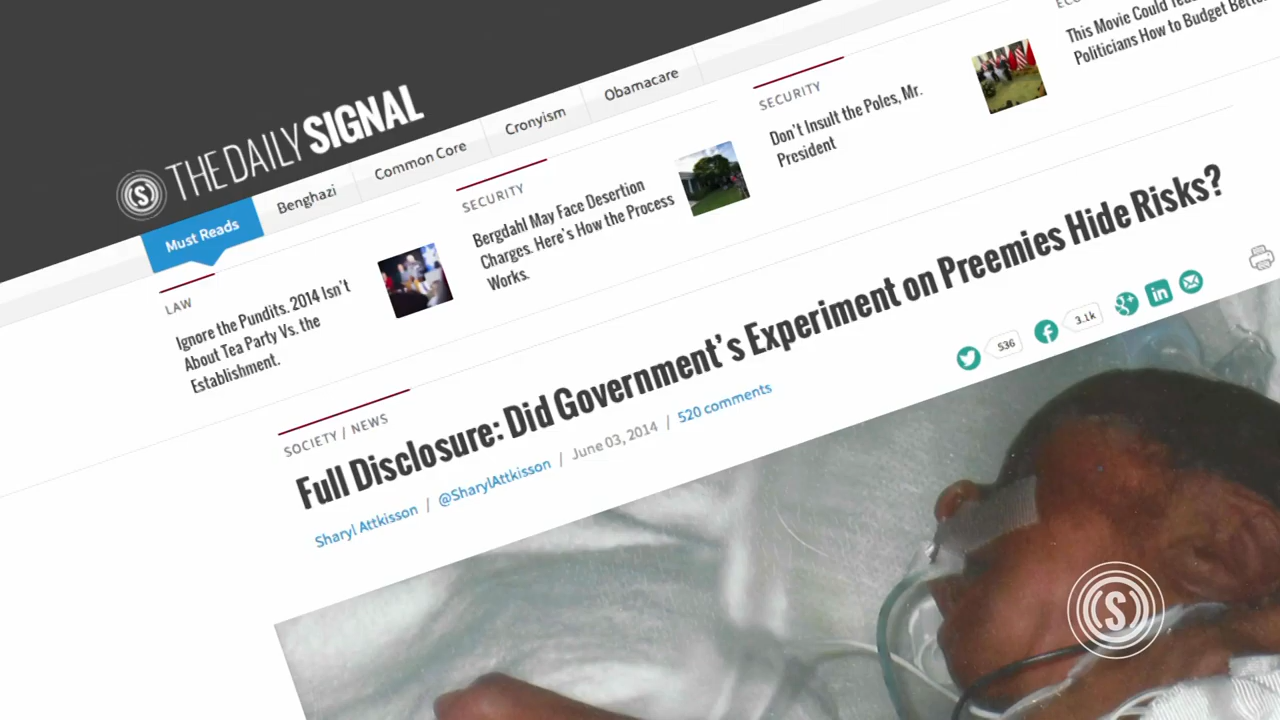 THE DAILY SIGNAL
Must Reads
Benghazi
Common Core
Cronyism
Obamacare
LAW
Ignore the Pundits. 2014 Isn't
About Tea Party Vs. the
Establishment.
SECURITY
Bergdahl May Face Desertion
Charges. Here's How the Process
Works.
SECURITY
Don't Insult the Poles, Mr.
President
This Movie Could
Politicians How to Budget
SOCIETY / NEWS
Full Disclosure: Did Government's Experiment on Preemies Hide Risks?
Sharyl Attkisson / @SharylAttkisson / June 03, 2014 / 520 comments
536
3.1k
S